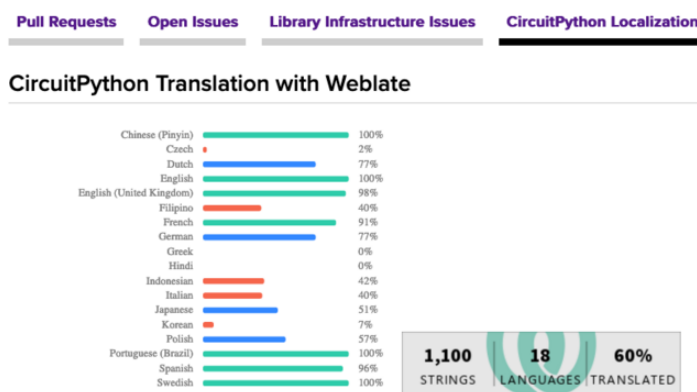 Pull Requests Open Issues Library Infrastructure Issues CircuitPython Localization
CircuitPython Translation with Weblate
Chinese (Pinyin) 100%
Czech 2%
Dutch 77%
English 100%
English (United Kingdom) 98%
Filipino 40%
French 91%
German 77%
Greek 0%
Hindi 0%
Indonesian 42%
Italian 40%
Japanese 51%
Korean 7%
Polish 57%
Portuguese (Brazil) 100%
Spanish 96%
Swedish 100%
1,100 18 60%
STRINGS LANGUAGES TRANSLATED